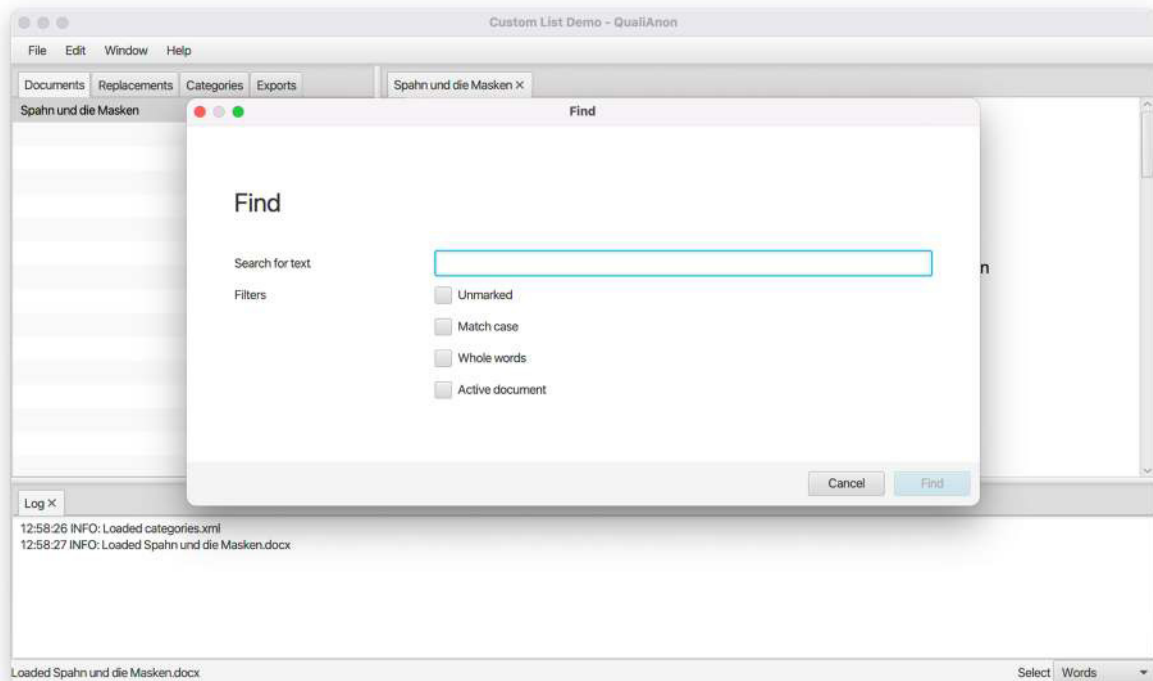 Custom List Demo - QualiAnon
File Edit Window Help
Documents Replacements Categories Exports
Spahn und die Masken ×
Spahn und die Masken
Find
Find
Search for text
n
Filters
Unmarked
Match case
Whole words
Active document
Cancel
Find
Log ×
12:58:26 INFO: Loaded categories.xml
12:58:27 INFO: Loaded Spahn und die Masken.docx
Loaded Spahn und die Masken.docx
Select Words